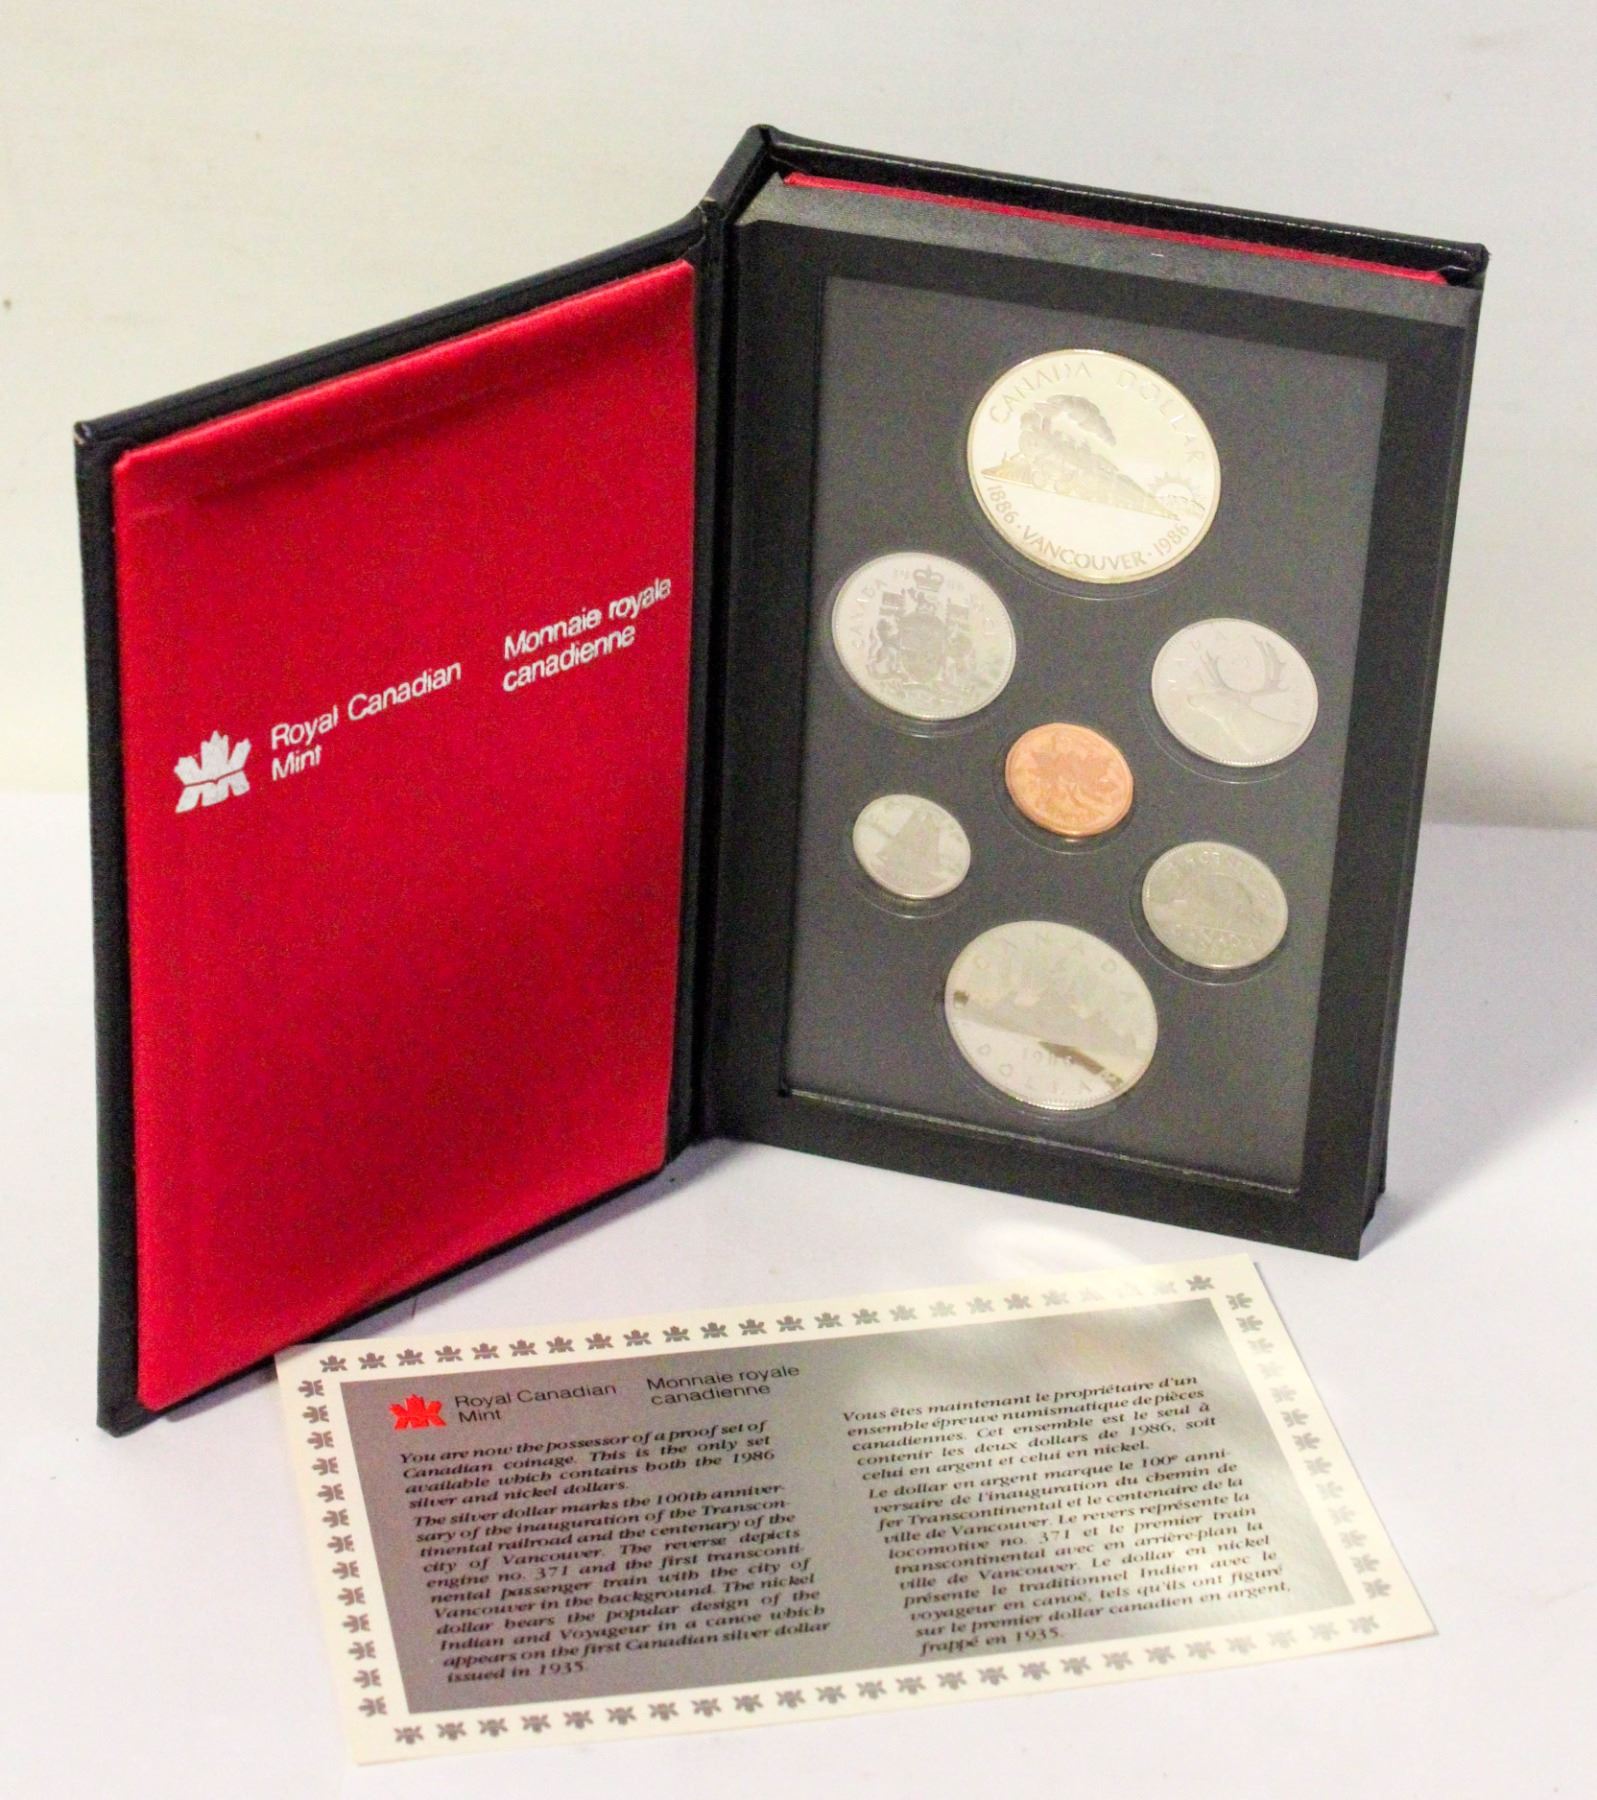 Royal Canadian
Mint
Monnaie royale
canadienne
CANADA DOLLAR
1886 · VANCOUVER · 1986
CANADA
1986
DOLLAR
Royal Canadian
Mint
Monnaie royale
canadienne
You are now the possessor of a proof set of
Canadian coinage. This is the only set
available which contains both the 1986
silver and nickel dollars.
The silver dollar marks the 100th anniver-
sary of the inauguration of the Transcon-
tinental railroad and the centenary of the
city of Vancouver. The reverse depicts
engine no. 371 and the first transconti-
nental passenger train with the city of
Vancouver in the background. The nickel
dollar bears the popular design of the
Indian and Voyageur in a canoe which
appears on the first Canadian silver dollar
issued in 1935.
Vous êtes maintenant le propriétaire d'un
ensemble épreuve numismatique de pièces
canadiennes. Cet ensemble est le seul à
contenir les deux dollars de 1986, soit
celui en argent et celui en nickel.
Le dollar en argent marque le 100e anni-
versaire de l'inauguration du chemin de
fer Transcontinental et le centenaire de la
ville de Vancouver. Le revers représente la
locomotive no. 371 et le premier train
transcontinental avec en arrière-plan la
ville de Vancouver. Le dollar en nickel
présente le traditionnel Indien avec le
voyageur en canoë, tels qu'ils ont figuré
sur le premier dollar canadien en argent,
frappé en 1935.